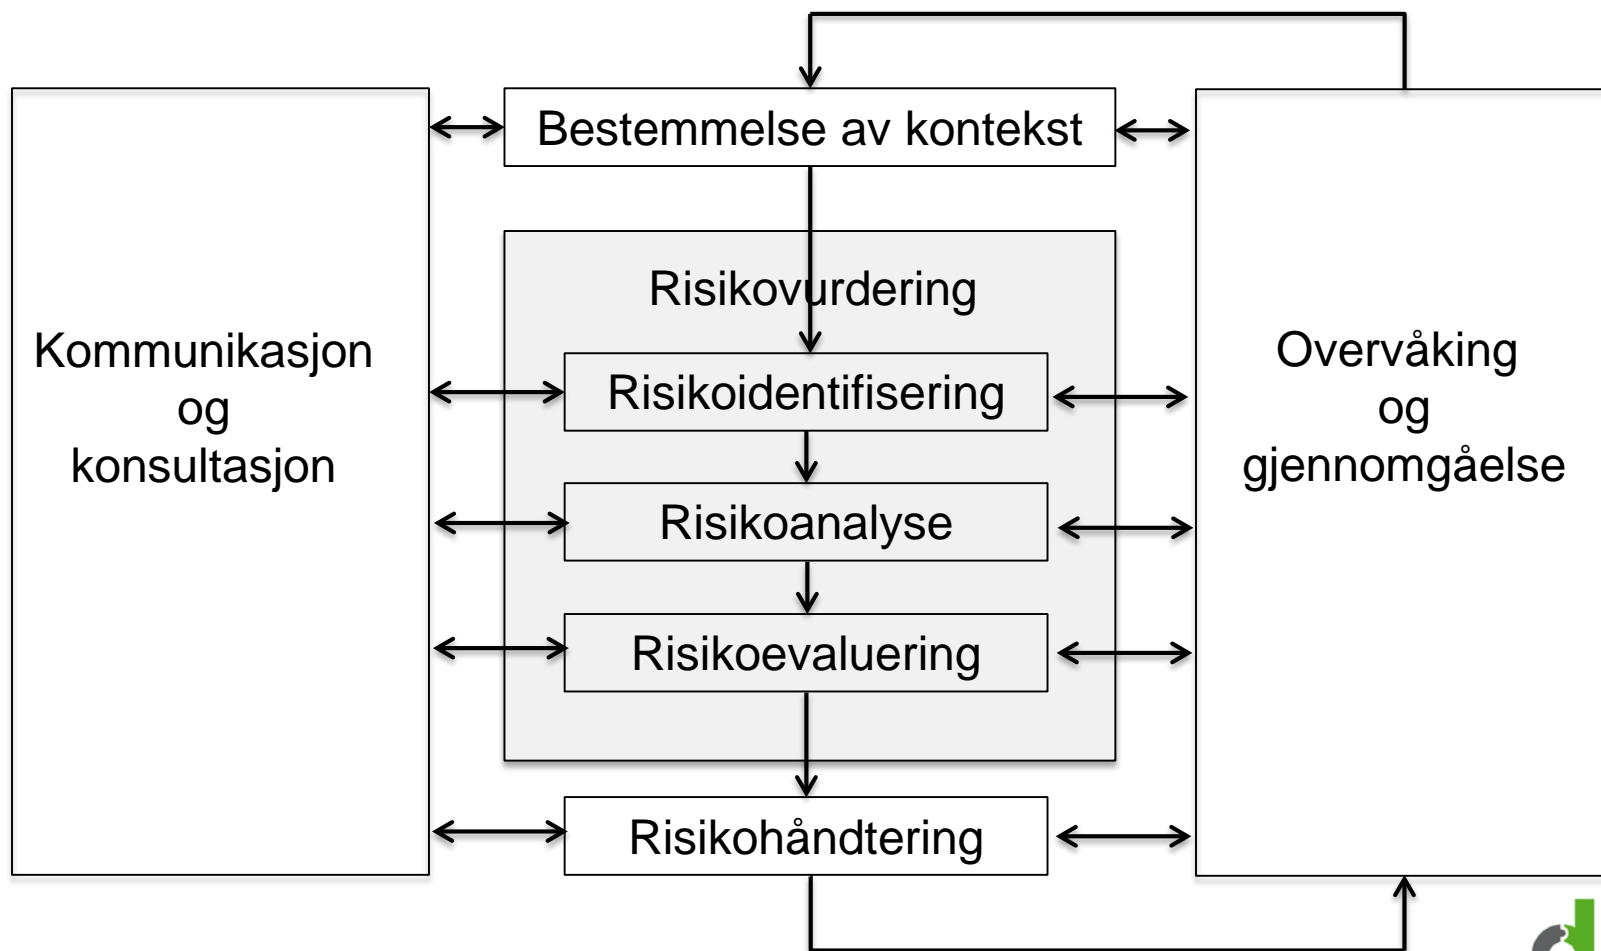 Bestemmelse av kontekst
Risikovurdering
Kommunikasjon
og
konsultasjon
Risikoidentifisering
Risikoanalyse
Risikoevaluering
Risikohåndtering
Overvåking
og
gjennomgåelse